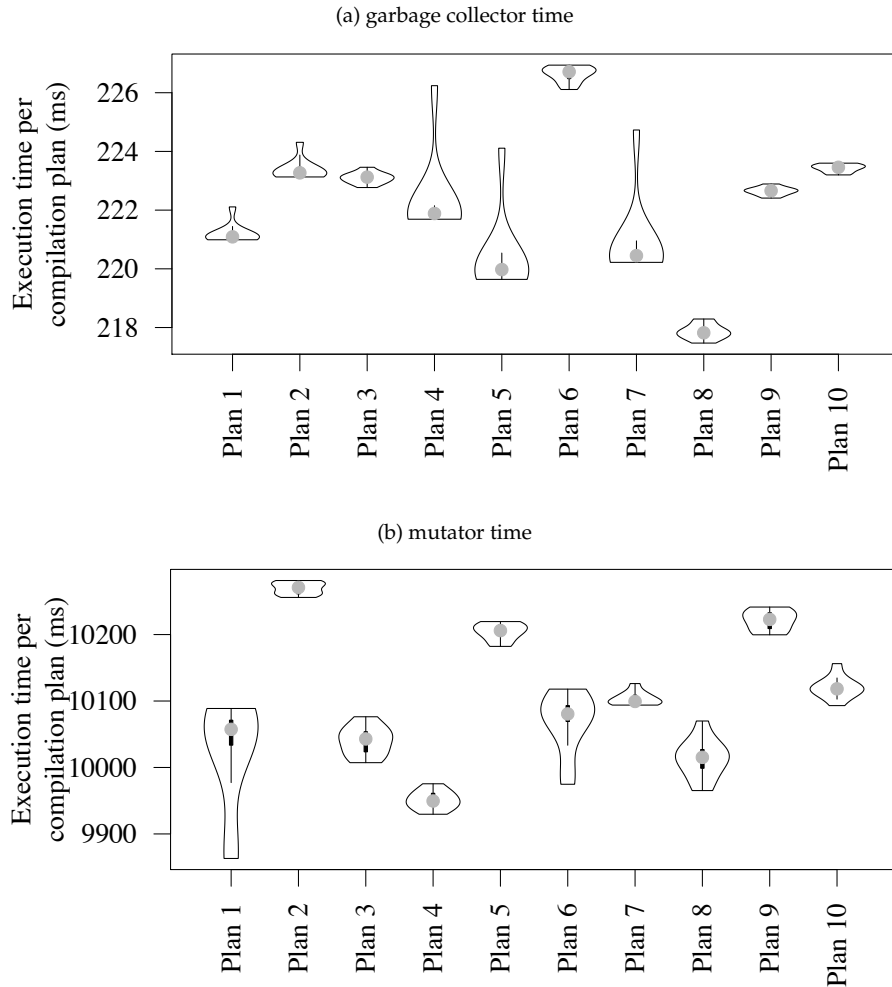 (a) garbage collector time
Execution time per
compilation plan (ms)
226
224
222
220
218
Plan 1
Plan 2
Plan 3
Plan 4
Plan 5
Plan 6
Plan 7
Plan 8
Plan 9
Plan 10
(b) mutator time
Execution time per
compilation plan (ms)
10200
10100
10000
9900
Plan 1
Plan 2
Plan 3
Plan 4
Plan 5
Plan 6
Plan 7
Plan 8
Plan 9
Plan 10